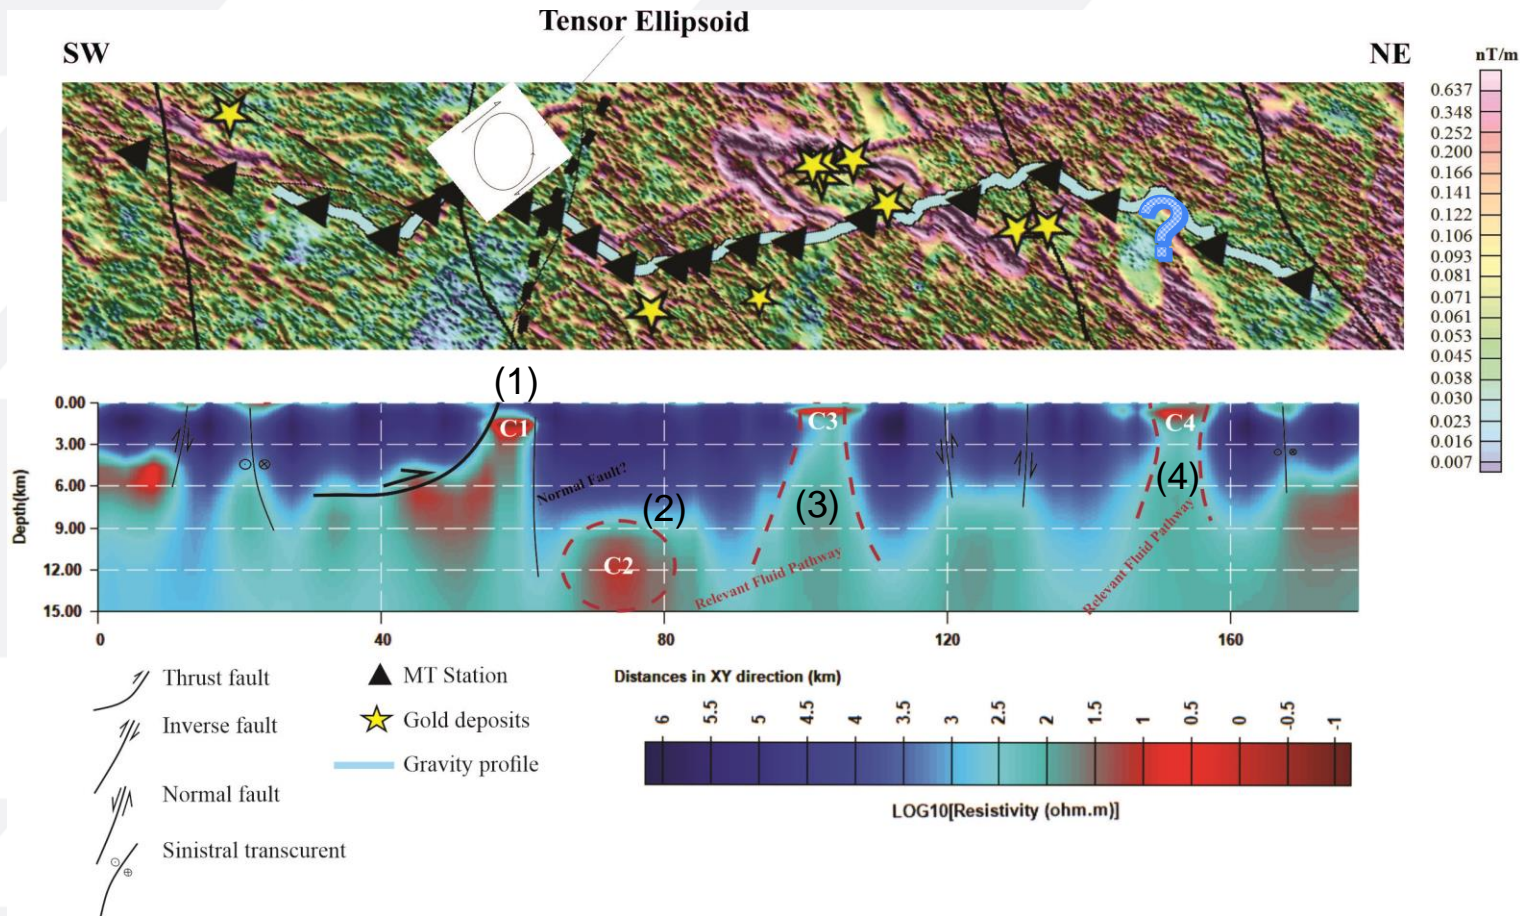 Tensor Ellipsoid
SW
NE
nT/m
0.637
0.348
0.252
0.200
0.166
0.141
0.122
0.106
0.093
0.081
0.071
0.061
0.053
0.045
0.038
0.030
0.023
0.016
0.007
?
(1)
0.00
3.00
6.00
9.00
12.00
15.00
Depth(km)
C1
C3
C4
Normal Fault?
(2)
(3)
(4)
C2
Relevant Fluid Pathway
Relevant Fluid Pathway
0 40 80 120 160
Distances in XY direction (km)
Thrust fault
Inverse fault
Normal fault
Sinistral transcurent
MT Station
Gold deposits
Gravity profile
6 5.5 5 4.5 4 3.5 3 2.5 2 1.5 1 0.5 0 -0.5 -1
LOG10[Resistivity (ohm.m)]